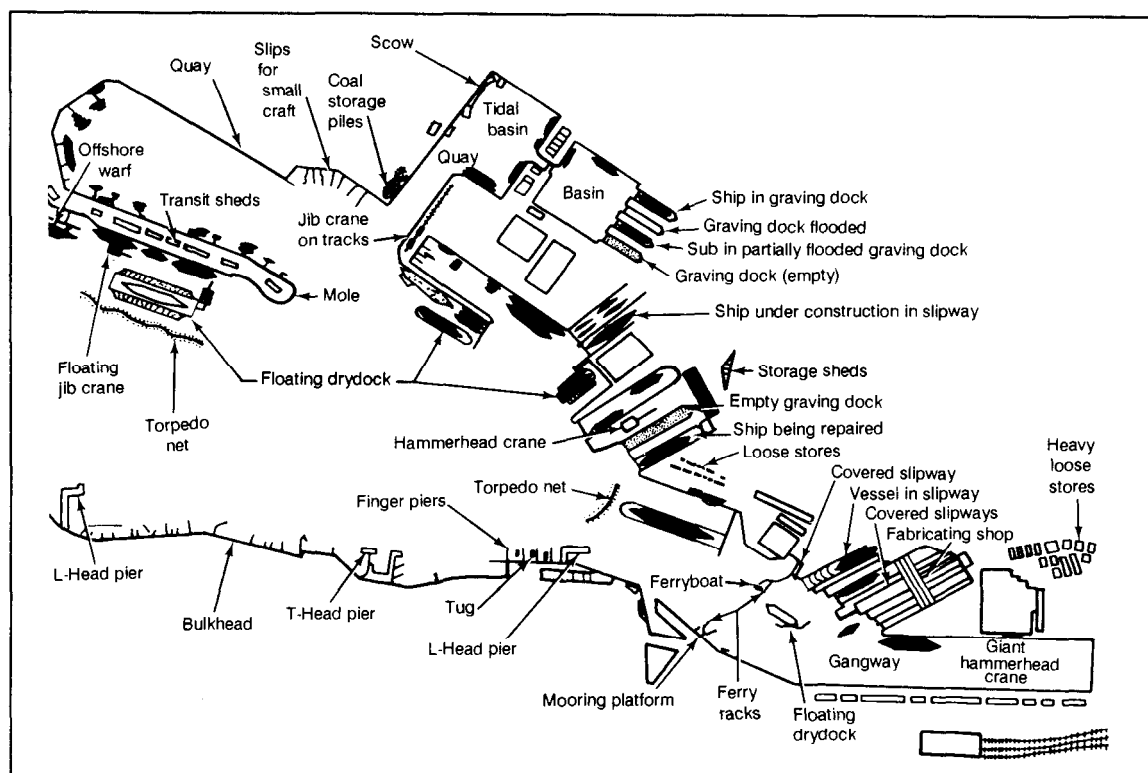 Scow
Slips
for
small
craft
Quay
Coal
storage
piles
Tidal
basin
Quay
Offshore
warf
Transit sheds
Jib crane
on tracks
Basin
Ship in graving dock
Graving dock flooded
Sub in partially flooded graving dock
Graving dock (empty)
Mole
Ship under construction in slipway
Floating
jib crane
Floating drydock
Storage sheds
Torpedo
net
Empty graving dock
Hammerhead crane
Ship being repaired
Loose stores
Heavy
loose
stores
Covered slipway
Vessel in slipway
Covered slipways
Fabricating shop
Torpedo net
Finger piers
L-Head pier
Ferryboat
Bulkhead
T-Head pier
Tug
L-Head pier
Gangway
Giant
hammerhead
crane
Mooring platform
Ferry
racks
Floating
drydock